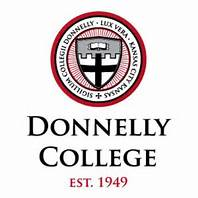 SIGILLUM COLLEGII DONNELLY • LUX VERA • KANSAS CITY KANSAS •
DONNELLY
COLLEGE
EST. 1949